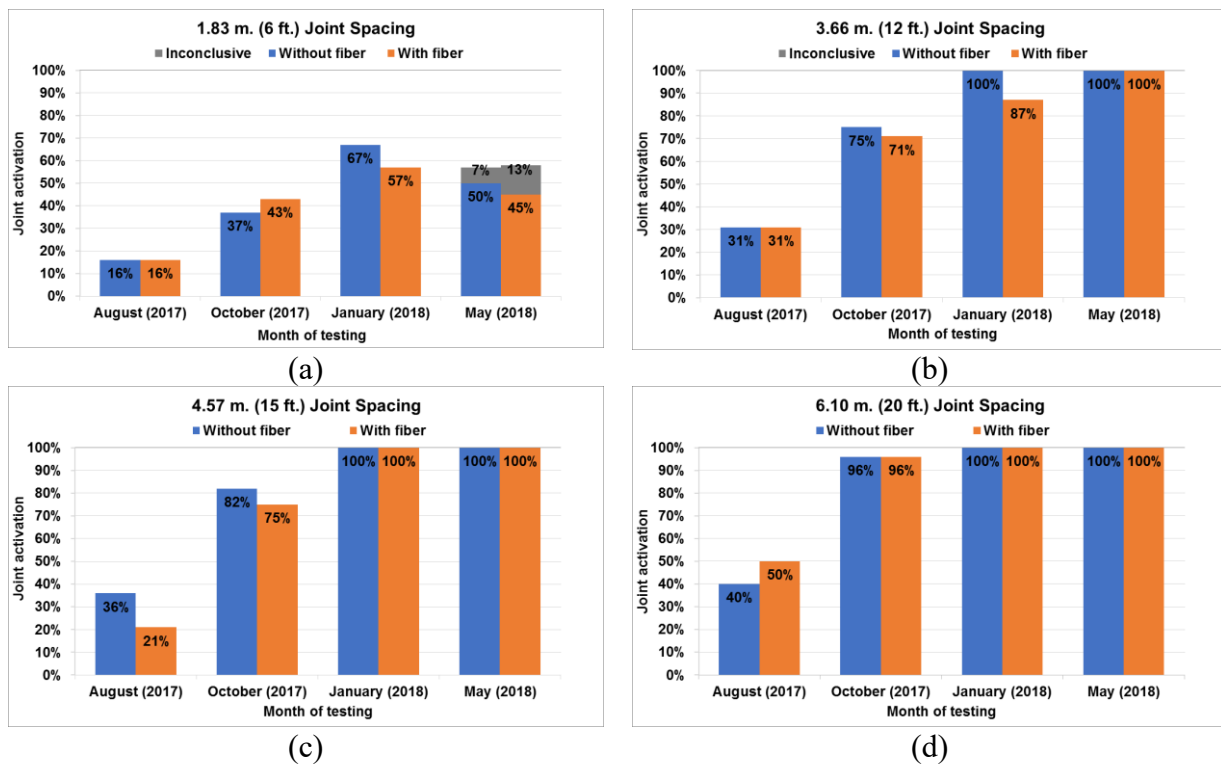 1.83 m. (6 ft.) Joint Spacing
Inconclusive Without fiber With fiber
100%
90%
80%
70%
60%
50%
40%
30%
20%
10%
0%
Joint activation
16% 16%
37% 43%
67% 57%
7% 13%
50% 45%
August (2017) October (2017) January (2018) May (2018)
Month of testing
(a)
3.66 m. (12 ft.) Joint Spacing
Inconclusive Without fiber With fiber
100%
90%
80%
70%
60%
50%
40%
30%
20%
10%
0%
Joint activation
31% 31%
75% 71%
100% 87%
100% 100%
August (2017) October (2017) January (2018) May (2018)
Month of testing
(b)
4.57 m. (15 ft.) Joint Spacing
Without fiber With fiber
100%
90%
80%
70%
60%
50%
40%
30%
20%
10%
0%
Joint activation
36% 21%
82% 75%
100% 100%
100% 100%
August (2017) October (2017) January (2018) May (2018)
Month of testing
(c)
6.10 m. (20 ft.) Joint Spacing
Without fiber With fiber
100%
90%
80%
70%
60%
50%
40%
30%
20%
10%
0%
Joint activation
40% 50%
96% 96%
100% 100%
100% 100%
August (2017) October (2017) January (2018) May (2018)
Month of testing
(d)